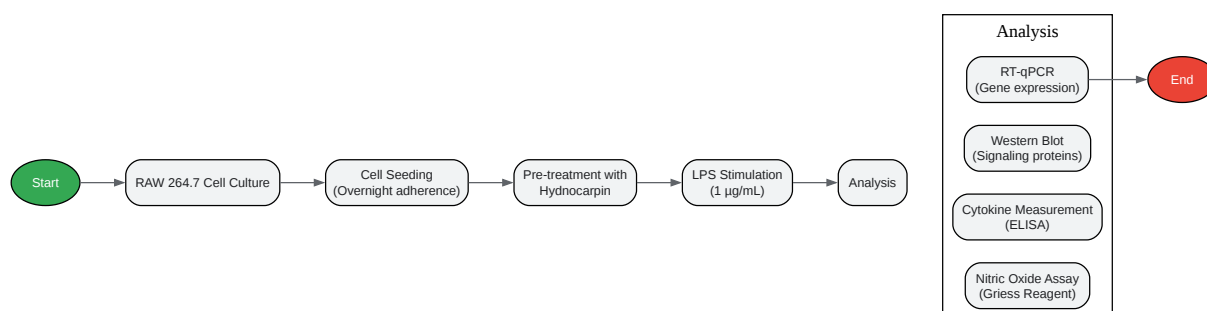 Start
RAW 264.7 Cell Culture
Cell Seeding
(Overnight adherence)
Pre-treatment with
Hydnocarpin
LPS Stimulation
(1 µg/mL)
Analysis
Analysis
RT-qPCR
(Gene expression)
Western Blot
(Signaling proteins)
Cytokine Measurement
(ELISA)
Nitric Oxide Assay
(Griess Reagent)
End